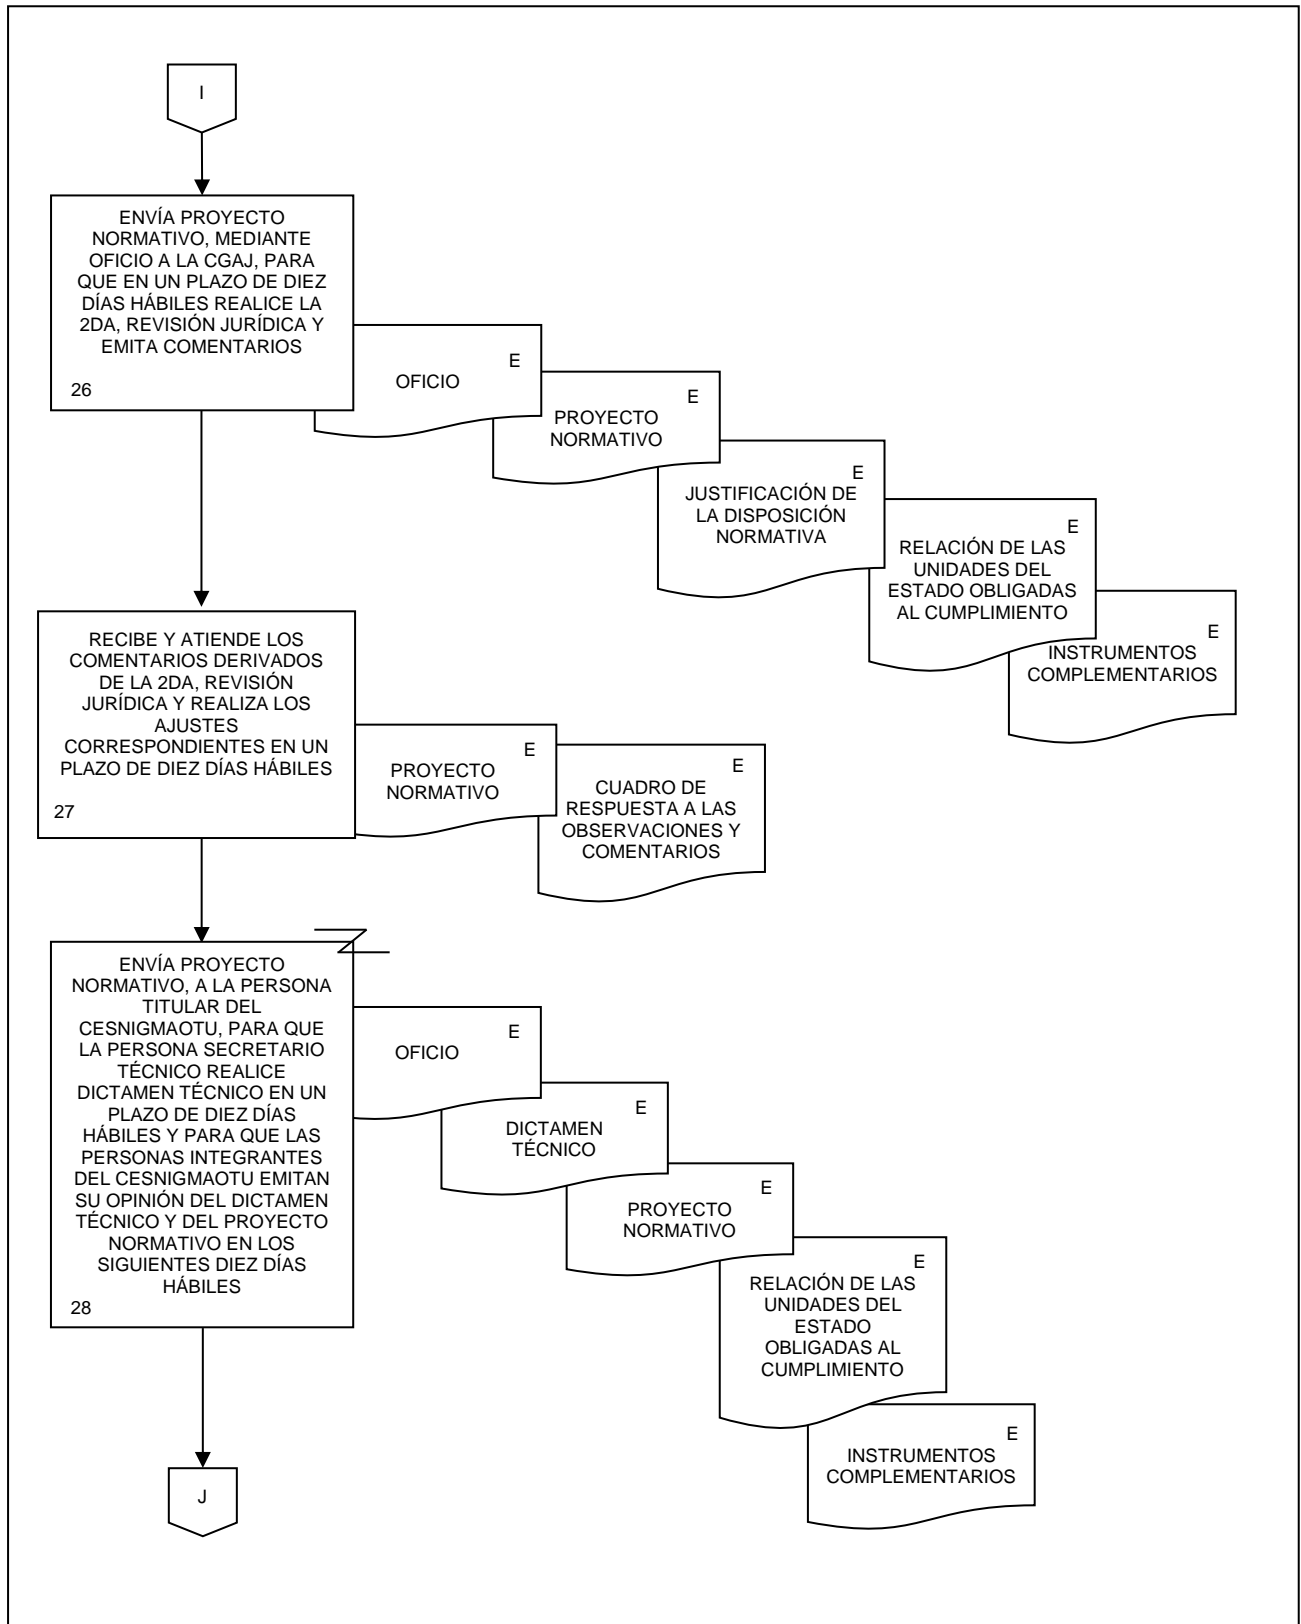 I
ENVÍA PROYECTO
NORMATIVO, MEDIANTE
OFICIO A LA CGAJ, PARA
QUE EN UN PLAZO DE DIEZ
DÍAS HÁBILES REALICE LA
2DA, REVISIÓN JURÍDICA Y
EMITA COMENTARIOS
26
E
OFICIO
E
PROYECTO
NORMATIVO
E
JUSTIFICACIÓN DE
LA DISPOSICIÓN
NORMATIVA
E
RELACIÓN DE LAS
UNIDADES DEL
ESTADO OBLIGADAS
AL CUMPLIMIENTO
E
INSTRUMENTOS
COMPLEMENTARIOS
RECIBE Y ATIENDE LOS
COMENTARIOS DERIVADOS
DE LA 2DA, REVISIÓN
JURÍDICA Y REALIZA LOS
AJUSTES
CORRESPONDIENTES EN UN
PLAZO DE DIEZ DÍAS HÁBILES
27
E
PROYECTO
NORMATIVO
E
CUADRO DE
RESPUESTA A LAS
OBSERVACIONES Y
COMENTARIOS
ENVÍA PROYECTO
NORMATIVO, A LA PERSONA
TITULAR DEL
CESNIGMAOTU, PARA QUE
LA PERSONA SECRETARIO
TÉCNICO REALICE
DICTAMEN TÉCNICO EN UN
PLAZO DE DIEZ DÍAS
HÁBILES Y PARA QUE LAS
PERSONAS INTEGRANTES
DEL CESNIGMAOTU EMITAN
SU OPINIÓN DEL DICTAMEN
TÉCNICO Y DEL PROYECTO
NORMATIVO EN LOS
SIGUIENTES DIEZ DÍAS
HÁBILES
28
E
OFICIO
E
DICTAMEN
TÉCNICO
E
PROYECTO
NORMATIVO
E
RELACIÓN DE LAS
UNIDADES DEL
ESTADO
OBLIGADAS AL
CUMPLIMIENTO
E
INSTRUMENTOS
COMPLEMENTARIOS
J